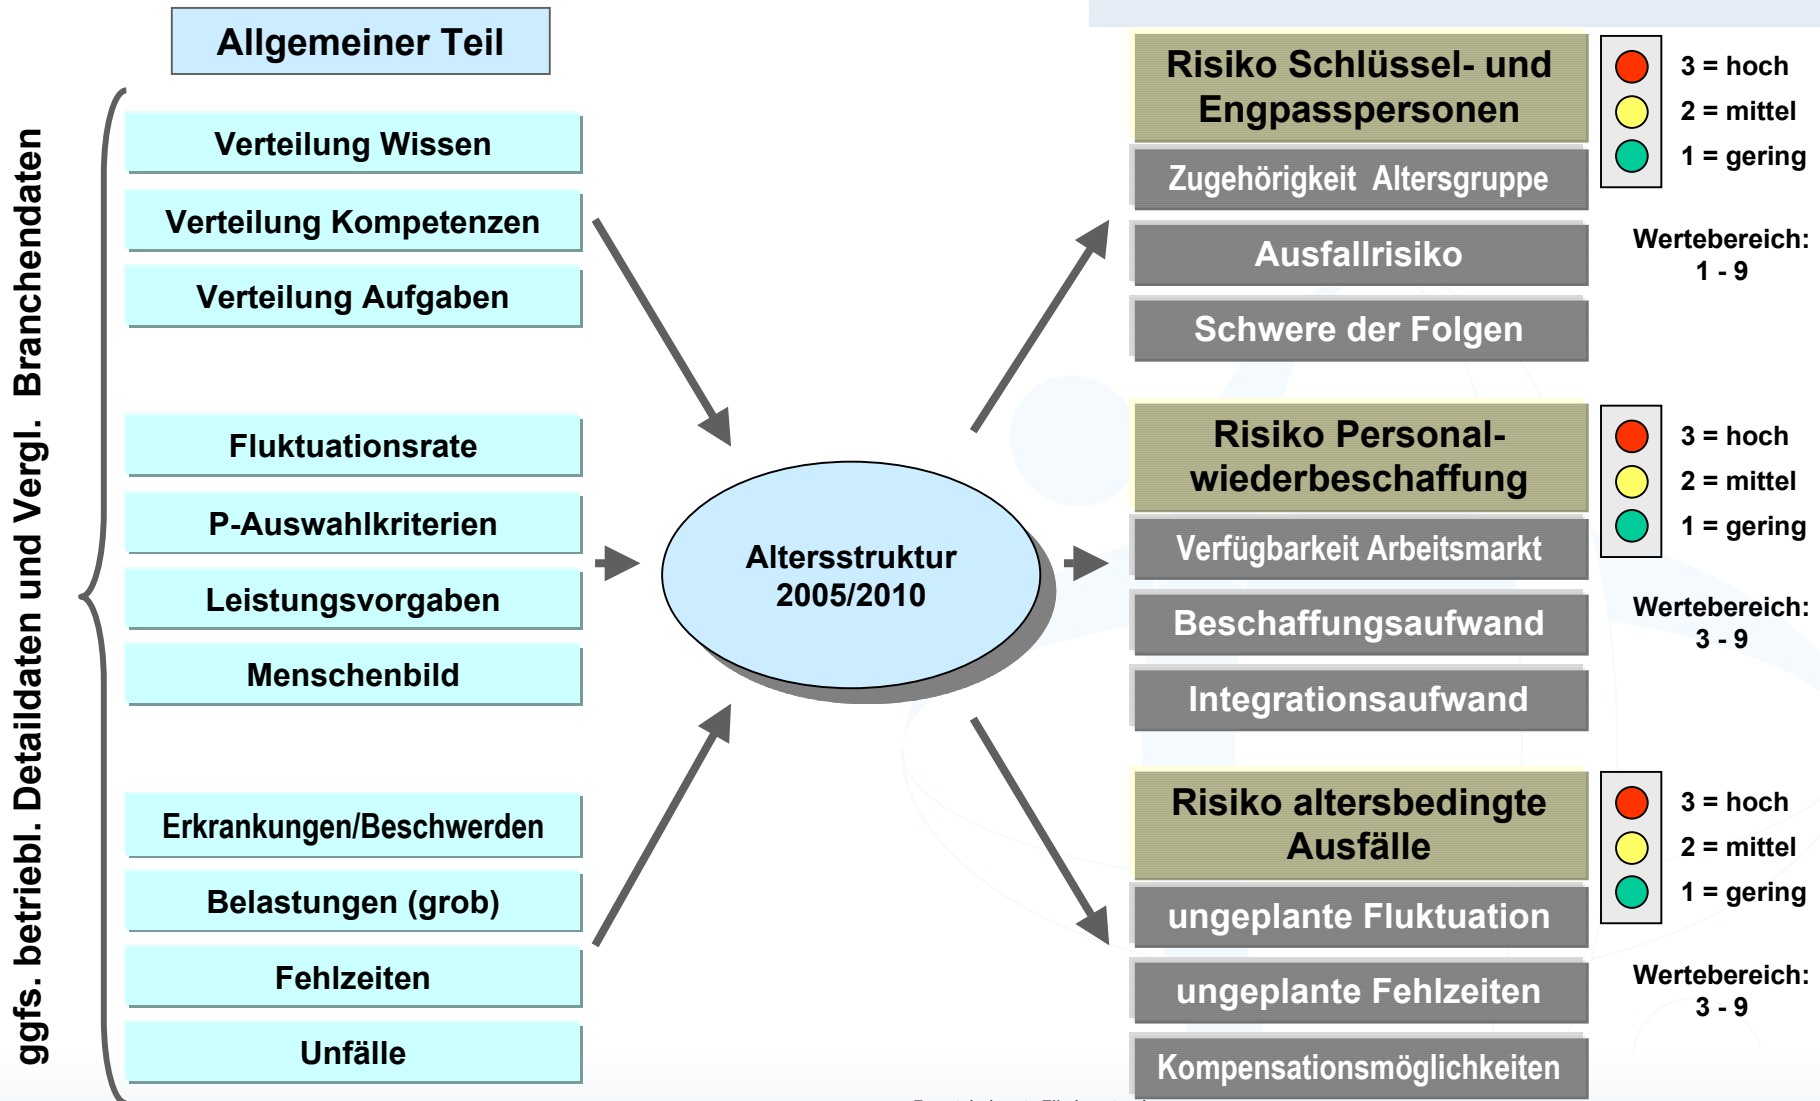 Allgemeiner Teil
ggfs. betriebl. Detaildaten und Vergl. Branchendaten
Verteilung Wissen
Verteilung Kompetenzen
Verteilung Aufgaben
Fluktuationsrate
P-Auswahlkriterien
Leistungsvorgaben
Menschenbild
Erkrankungen/Beschwerden
Belastungen (grob)
Fehlzeiten
Unfälle
Altersstruktur
2005/2010
Risiko Schlüssel- und
Engpasspersonen
Zugehörigkeit Altersgruppe
Ausfallrisiko
Schwere der Folgen
3 = hoch
2 = mittel
1 = gering
Wertebereich:
1 - 9
Risiko Personal-
wiederbeschaffung
Verfügbarkeit Arbeitsmarkt
Beschaffungsaufwand
Integrationsaufwand
3 = hoch
2 = mittel
1 = gering
Wertebereich:
3 - 9
Risiko altersbedingte
Ausfälle
ungeplante Fluktuation
ungeplante Fehlzeiten
Kompensationsmöglichkeiten
3 = hoch
2 = mittel
1 = gering
Wertebereich:
3 - 9